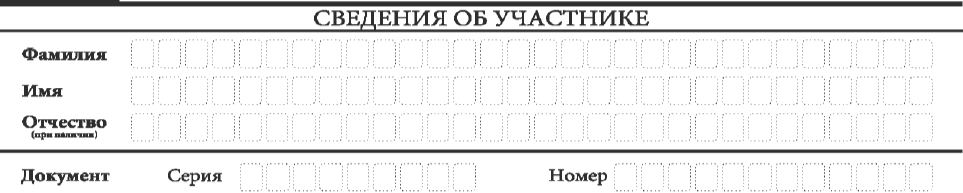 СВЕДЕНИЯ ОБ УЧАСТНИКЕ
Фамилия
Имя
Отчество
(при наличии)
Документ Серия Номер